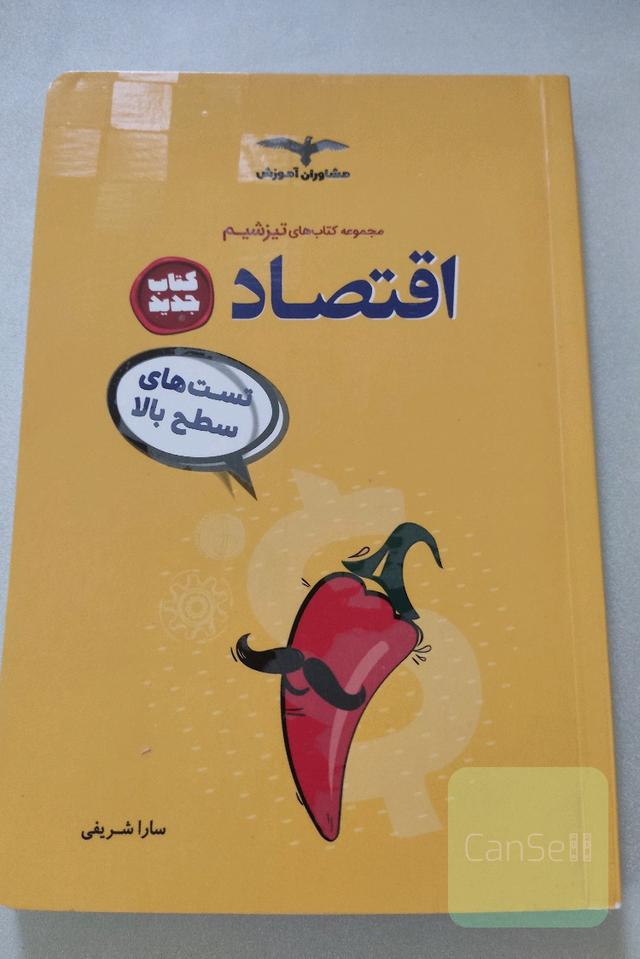 مشاوران آموزش
مجموعه کتاب‌های تیزشیم
اقتصاد
کتاب
جدید
تست‌های
سطح بالا
سارا شریفی
CanSell